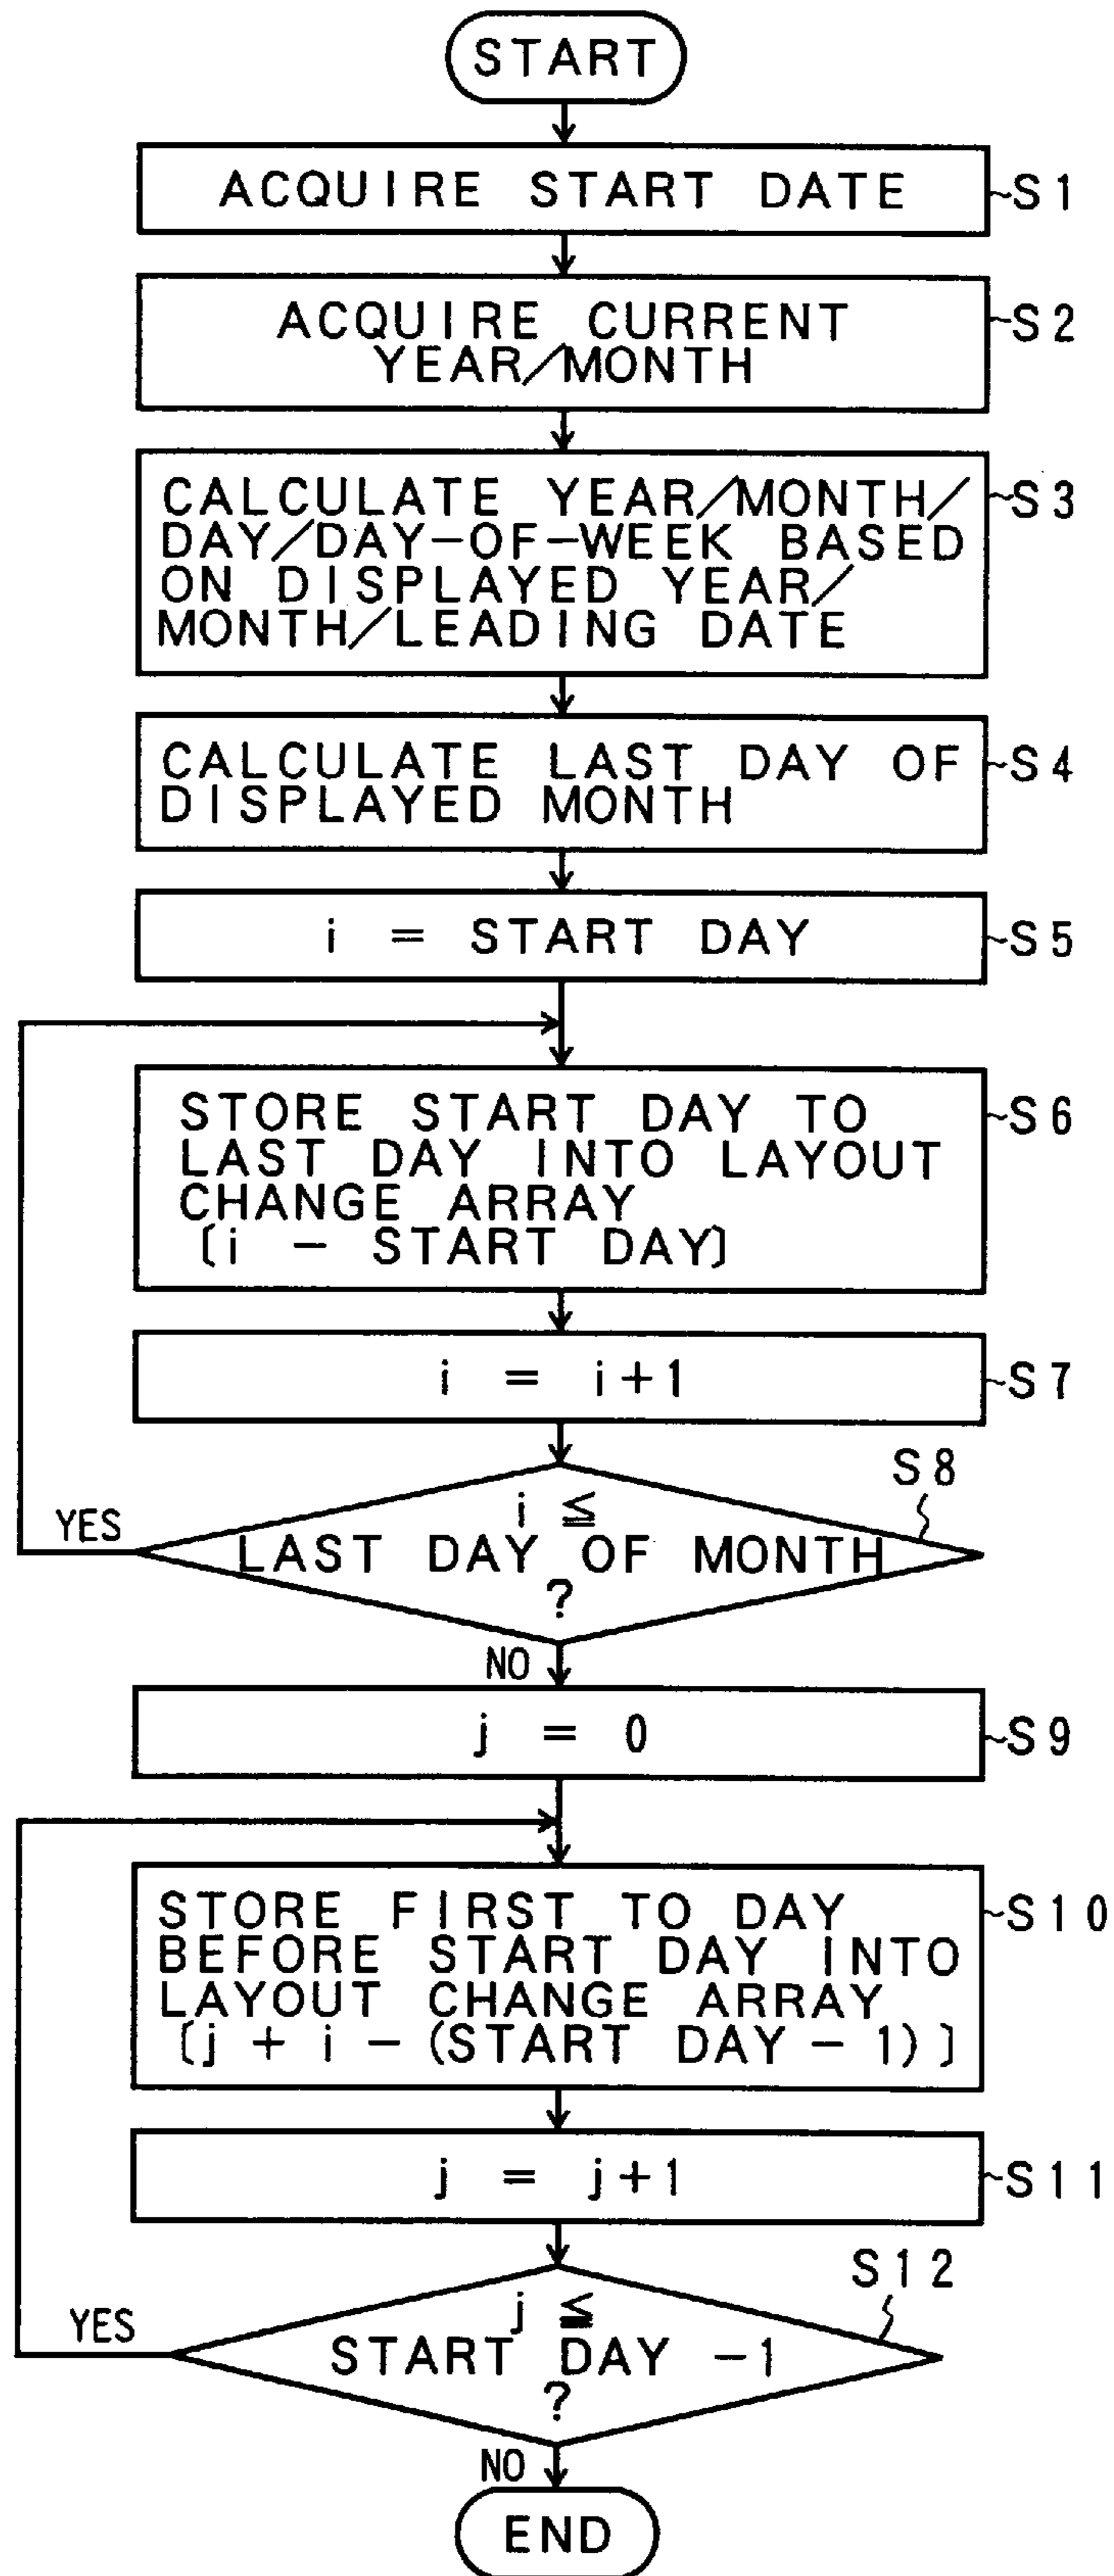 START
ACQUIRE START DATE
S1
ACQUIRE CURRENT
YEAR/MONTH
S2
CALCULATE YEAR/MONTH/
DAY/DAY-OF-WEEK BASED
ON DISPLAYED YEAR/
MONTH/LEADING DATE
S3
CALCULATE LAST DAY OF
DISPLAYED MONTH
S4
i = START DAY
S5
STORE START DAY TO
LAST DAY INTO LAYOUT
CHANGE ARRAY
[i - START DAY]
S6
i = i+1
S7
S8
i ≦
LAST DAY OF MONTH
?
YES
NO
j = 0
S9
STORE FIRST TO DAY
BEFORE START DAY INTO
LAYOUT CHANGE ARRAY
[j + i - (START DAY - 1)]
S10
j = j+1
S11
S12
j ≦
START DAY -1
?
YES
NO
END